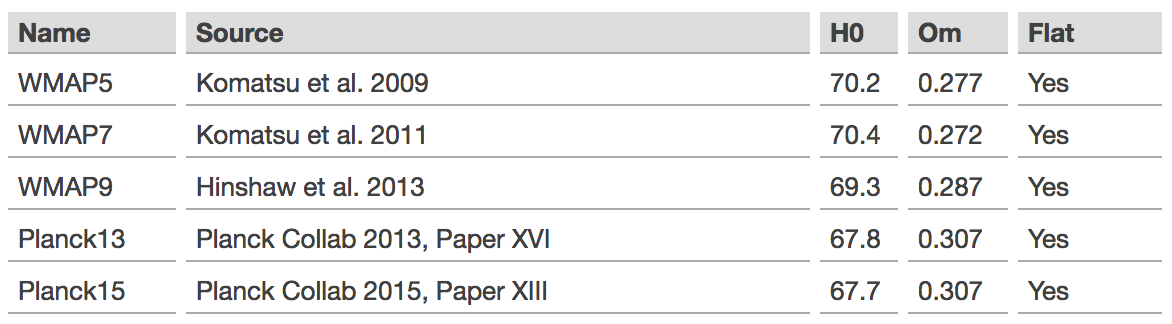 Name Source H0 Om Flat
WMAP5 Komatsu et al. 2009 70.2 0.277 Yes
WMAP7 Komatsu et al. 2011 70.4 0.272 Yes
WMAP9 Hinshaw et al. 2013 69.3 0.287 Yes
Planck13 Planck Collab 2013, Paper XVI 67.8 0.307 Yes
Planck15 Planck Collab 2015, Paper XIII 67.7 0.307 Yes